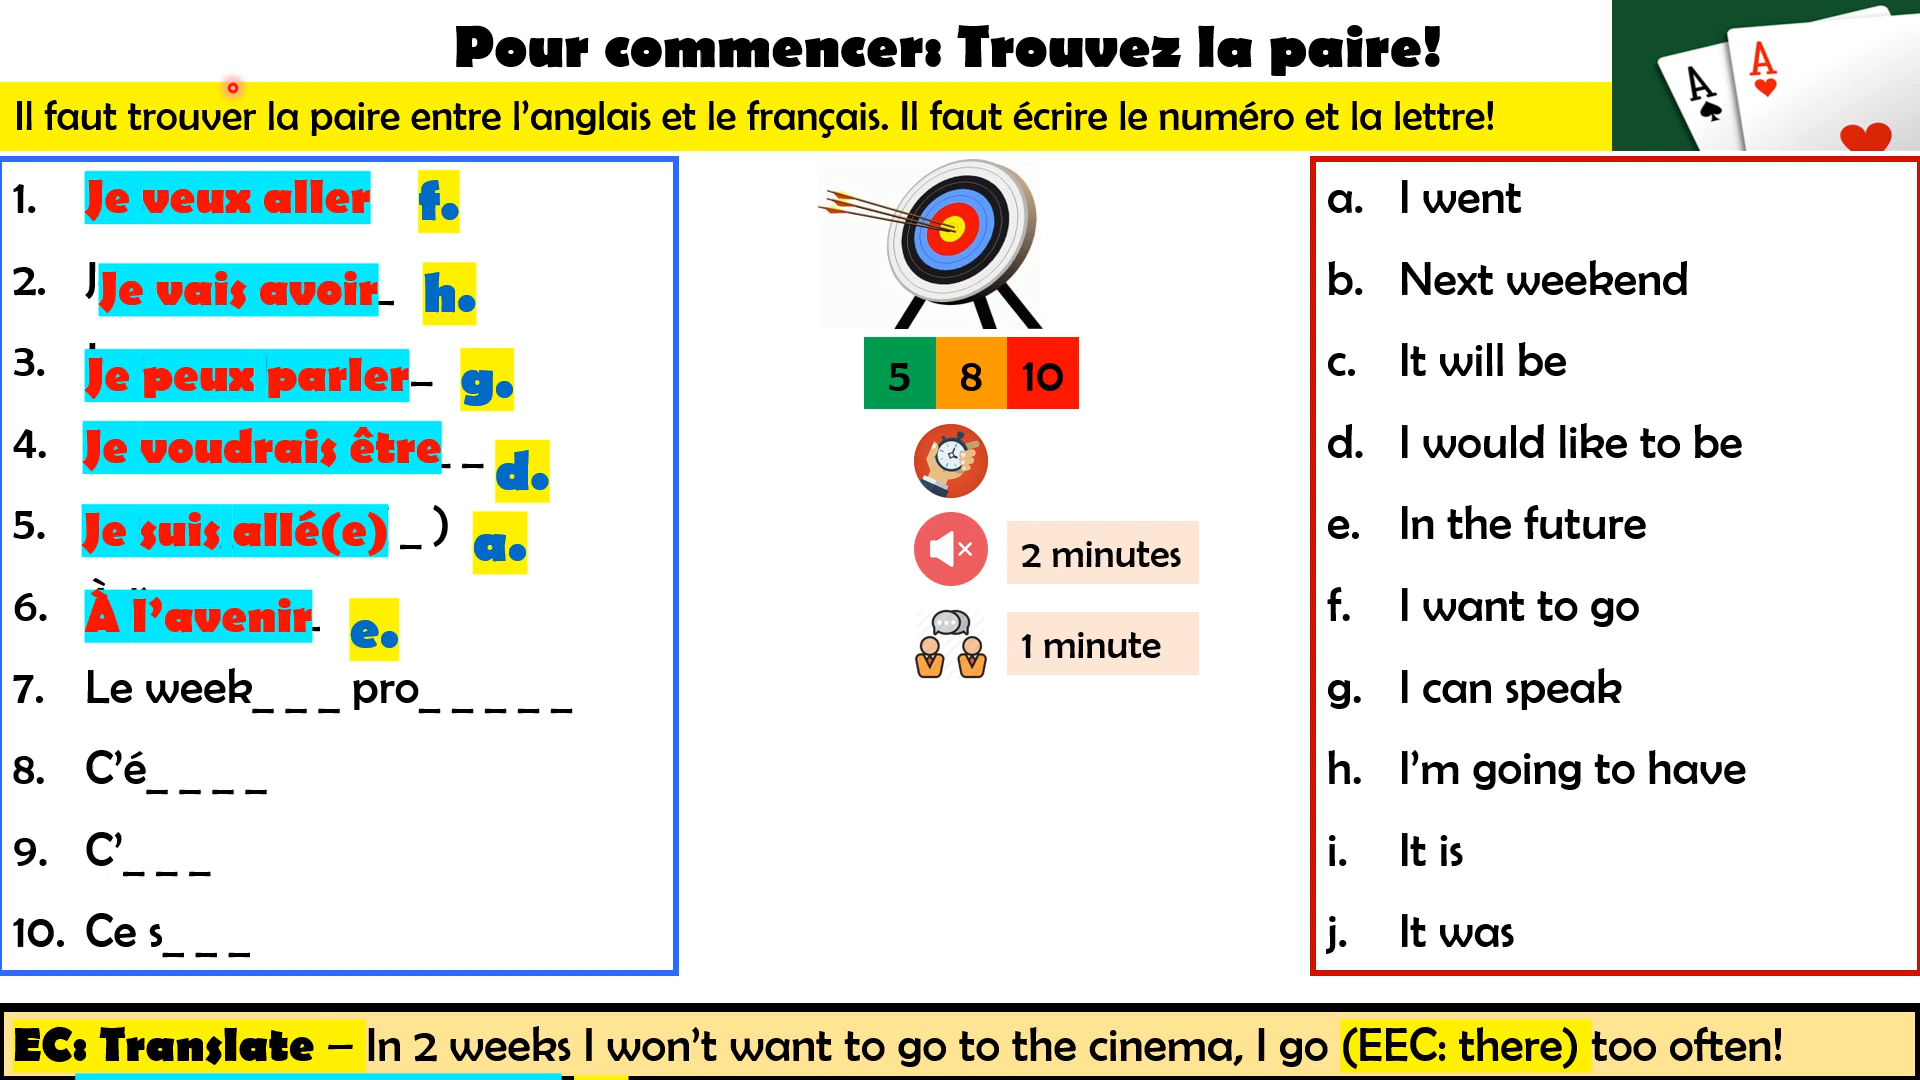 Pour commencer: Trouvez la paire!
A A
Il faut trouver la paire entre l’anglais et le français. Il faut écrire le numéro et la lettre!
1. Je veux aller f.
2. J Je vais avoir_ h.
3. Je peux parler_ g.
4. Je voudrais être_ _ d.
5. Je suis allé(e) _ ) a.
6. À l’avenir_ e.
7. Le week_ _ _ pro_ _ _ _ _
8. C’é_ _ _ _
9. C’_ _ _
10. Ce s_ _ _
5 8 10
2 minutes
1 minute
a. I went
b. Next weekend
c. It will be
d. I would like to be
e. In the future
f. I want to go
g. I can speak
h. I’m going to have
i. It is
j. It was
EC: Translate – In 2 weeks I won’t want to go to the cinema, I go (EEC: there) too often!